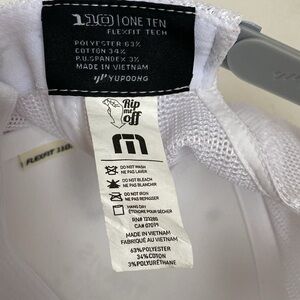 110 | ONE TEN
FLEXFIT TECH
POLYESTER 63%
COTTON 34%
P.U.SPANDEX 3%
MADE IN VIETNAM
YUPOONG
Rip
me
off
FLEXFIT 110.
DO NOT WASH
NE PAS LAVER
DO NOT BLEACH
NE PAS BLANCHIR
DO NOT IRON
NE PAS REPASSER
HANG DRY
ÉTENDRE POUR SÉCHER
MADE IN VIETNAM
FABRIQUÉ AU VIETNAM
63% POLYESTER
34% COTON
3% POLYURÉTHANE